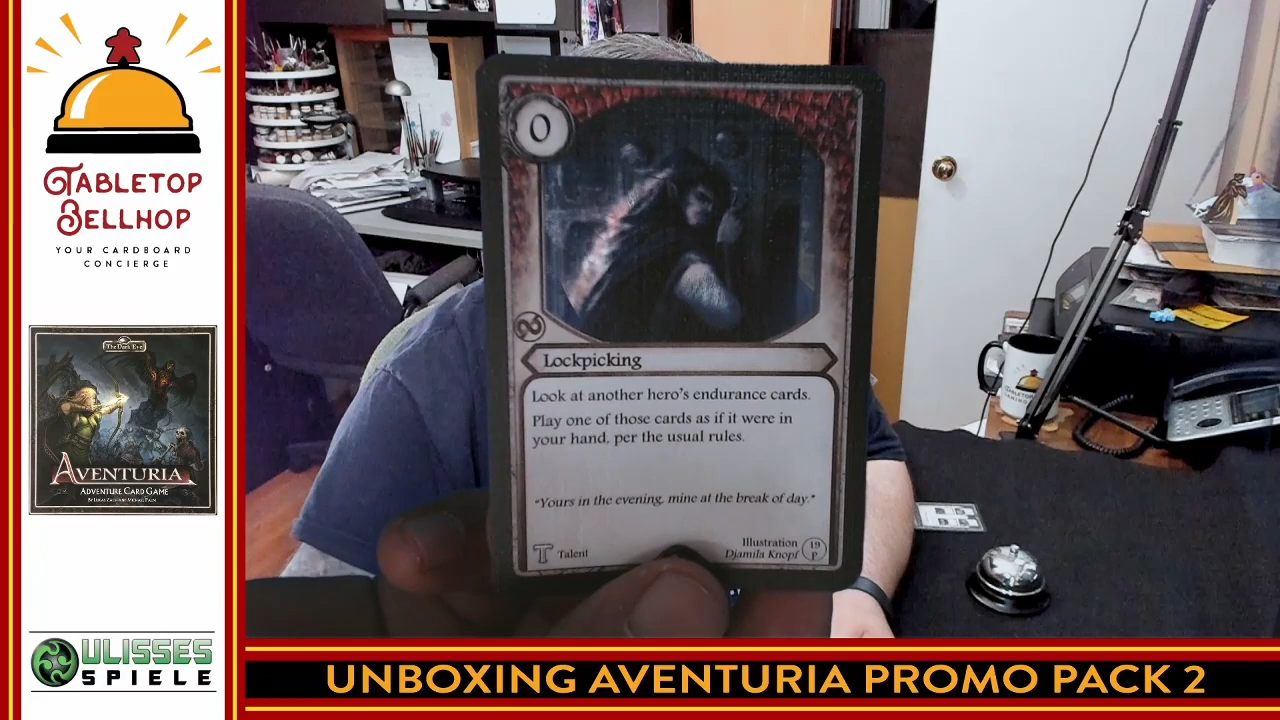 TABLETOP
BELLHOP
YOUR CARDBOARD
CONCIERGE
The Dark Eye
AVENTURIA
ADVENTURE CARD GAME
ULISSES
SPIELE
0
Lockpicking
Look at another hero's endurance cards.
Play one of those cards as if it were in
your hand, per the usual rules.
"Yours in the evening, mine at the break of day."
T Talent
Illustration
Djamila Knopf
19
P
TABLETOP
UNBOXING AVENTURIA PROMO PACK 2